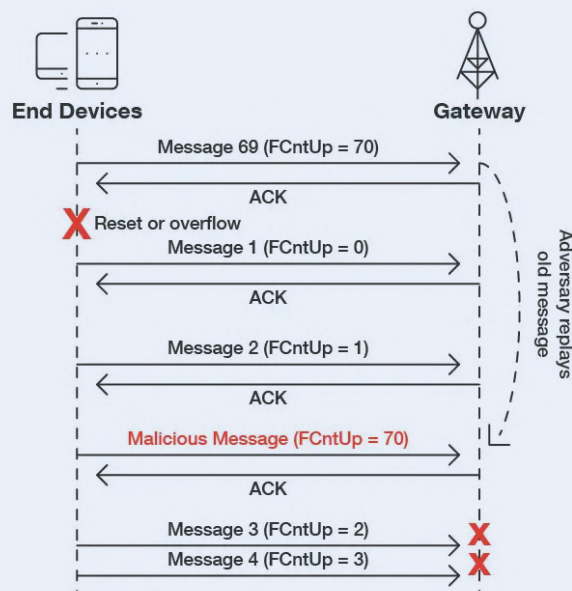 End Devices
Gateway
Message 69 (FCntUp = 70)
ACK
Reset or overflow
Message 1 (FCntUp = 0)
ACK
Message 2 (FCntUp = 1)
ACK
Malicious Message (FCntUp = 70)
ACK
Message 3 (FCntUp = 2)
Message 4 (FCntUp = 3)
Adversary replays
old message